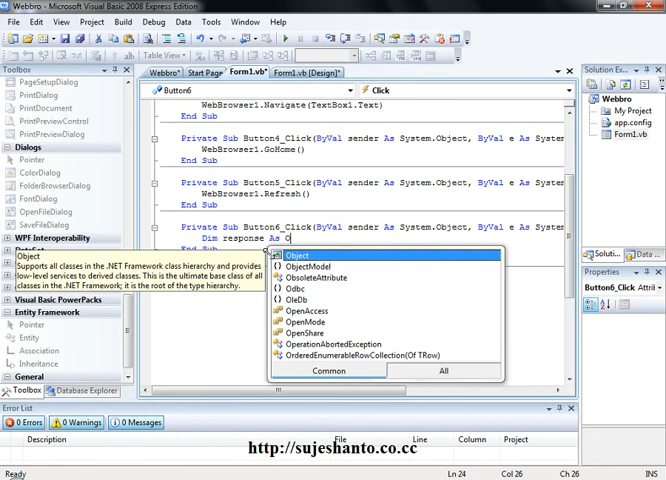 Webbro - Microsoft Visual Basic 2008 Express Edition
File Edit View Project Build Debug Data Tools Window Help
Table View
Toolbox
PageSetupDialog
PrintDialog
PrintDocument
PrintPreviewControl
PrintPreviewDialog
Dialogs
Pointer
ColorDialog
FolderBrowserDialog
FontDialog
OpenFileDialog
SaveFileDialog
WPF Interoperability
Visual Basic PowerPacks
Entity Framework
Pointer
Entity
Association
Inheritance
General
Toolbox Database Explorer
Webbro* Start Page Form1.vb* Form1.vb [Design]*
Button6 Click
WebBrowser1.Navigate(TextBox1.Text)
End Sub
Private Sub Button4_Click(ByVal sender As System.Object, ByVal e As System
WebBrowser1.GoHome()
End Sub
Private Sub Button5_Click(ByVal sender As System.Object, ByVal e As System
WebBrowser1.Refresh()
End Sub
Private Sub Button6_Click(ByVal sender As System.Object, ByVal e As System
Dim response As O
End Sub
Object
Supports all classes in the .NET Framework class hierarchy and provides
low-level services to derived classes. This is the ultimate base class of all
classes in the .NET Framework; it is the root of the type hierarchy.
Object
ObjectModel
ObsoleteAttribute
Odbc
OleDb
OpenAccess
OpenMode
OpenShare
OperationAbortedException
OrderedEnumerableRowCollection(Of TRow)
Common All
Solution Ex...
Webbro
My Project
app.config
Form1.vb
Soluti... Data ...
Properties
Button6_Click Attril
Error List
0 Errors 0 Warnings 0 Messages
Description File Line Column Project
http://sujeshanto.co.cc
Ready Ln 24 Col 26 Ch 26 INS